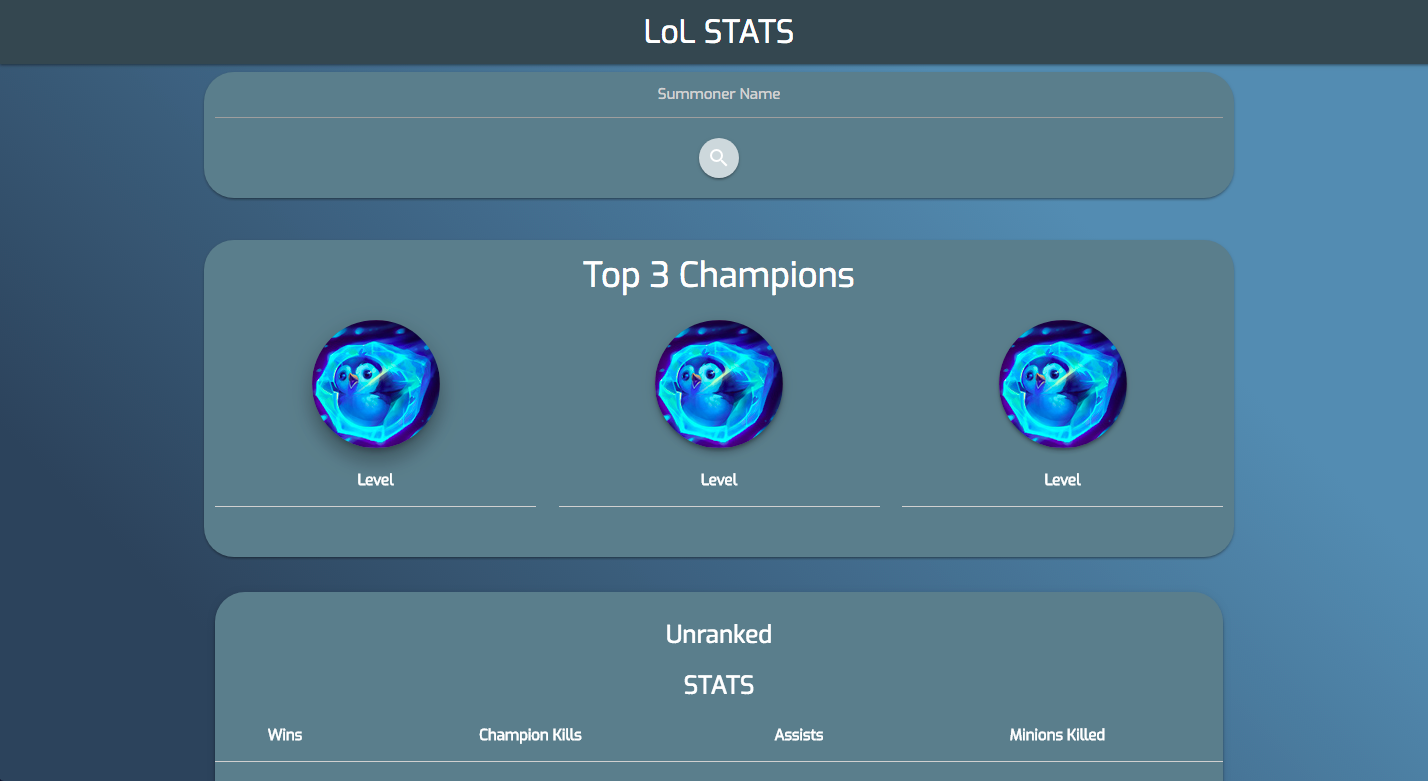 LoL STATS
Summoner Name
Top 3 Champions
Level Level Level
Unranked
STATS
Wins Champion Kills Assists Minions Killed